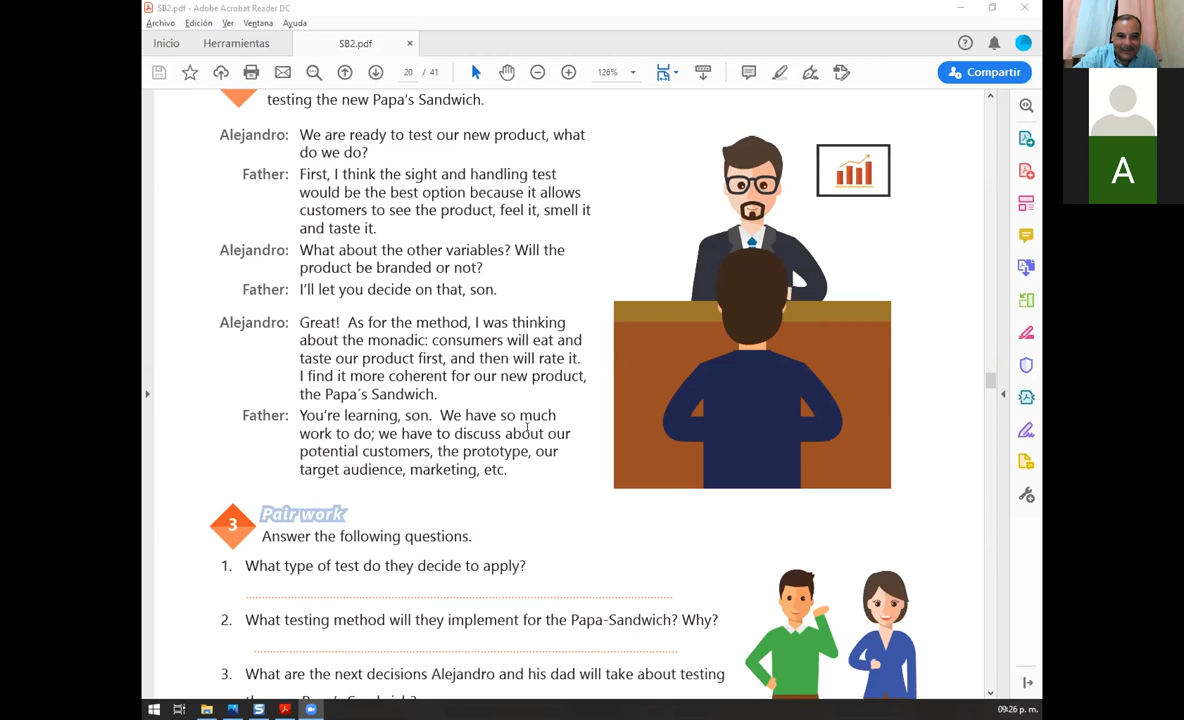 SB2.pdf - Adobe Acrobat Reader DC
Archivo Edición Ver Ventana Ayuda
Inicio Herramientas SB2.pdf ×
20 / 41 126% Compartir
testing the new Papa's Sandwich.
Alejandro: We are ready to test our new product, what
do we do?
Father: First, I think the sight and handling test
would be the best option because it allows
customers to see the product, feel it, smell it
and taste it.
Alejandro: What about the other variables? Will the
product be branded or not?
Father: I'll let you decide on that, son.
Alejandro: Great! As for the method, I was thinking
about the monadic: consumers will eat and
taste our product first, and then will rate it.
I find it more coherent for our new product,
the Papa´s Sandwich.
Father: You're learning, son. We have so much
work to do; we have to discuss about our
potential customers, the prototype, our
target audience, marketing, etc.
3 Pair work
Answer the following questions.
1. What type of test do they decide to apply?
2. What testing method will they implement for the Papa-Sandwich? Why?
3. What are the next decisions Alejandro and his dad will take about testing
A
09:26 p. m.